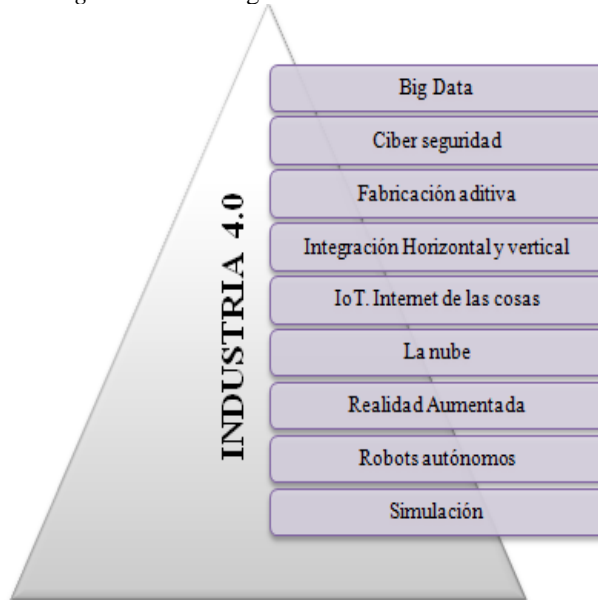 Big Data
Ciber seguridad
Fabricación aditiva
Integración Horizontal y vertical
IoT. Internet de las cosas
La nube
Realidad Aumentada
Robots autónomos
Simulación
INDUSTRIA 4.0